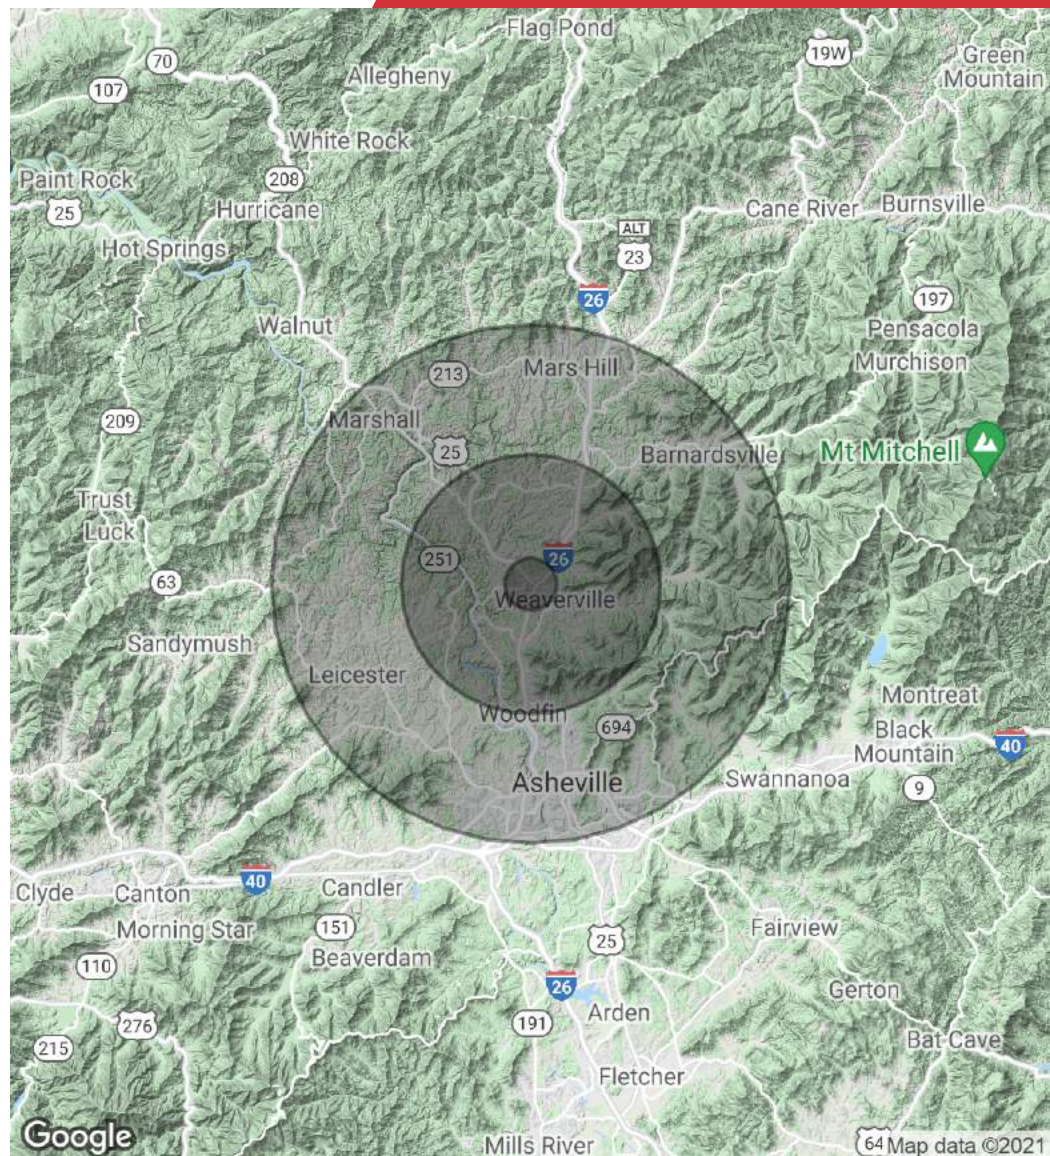 Flag Pond
19W
Green
Mountain
70
Allegheny
107
White Rock
Paint Rock
208
25
Hurricane
Cane River
Burnsville
ALT
23
Hot Springs
26
197
Walnut
Pensacola
Mars Hill
Murchison
213
209
Marshall
25
Barnardsville
Mt Mitchell
Trust
Luck
251
26
63
Weaverville
Sandymush
Leicester
Montreat
Woodfin
694
Black
Mountain
40
Asheville
Swannanoa
9
40
Clyde
Canton
Candler
Morning Star
151
Fairview
25
Beaverdam
110
26
Gerton
191
Arden
276
215
Bat Cave
Fletcher
Google
Mills River
64
Map data ©2021